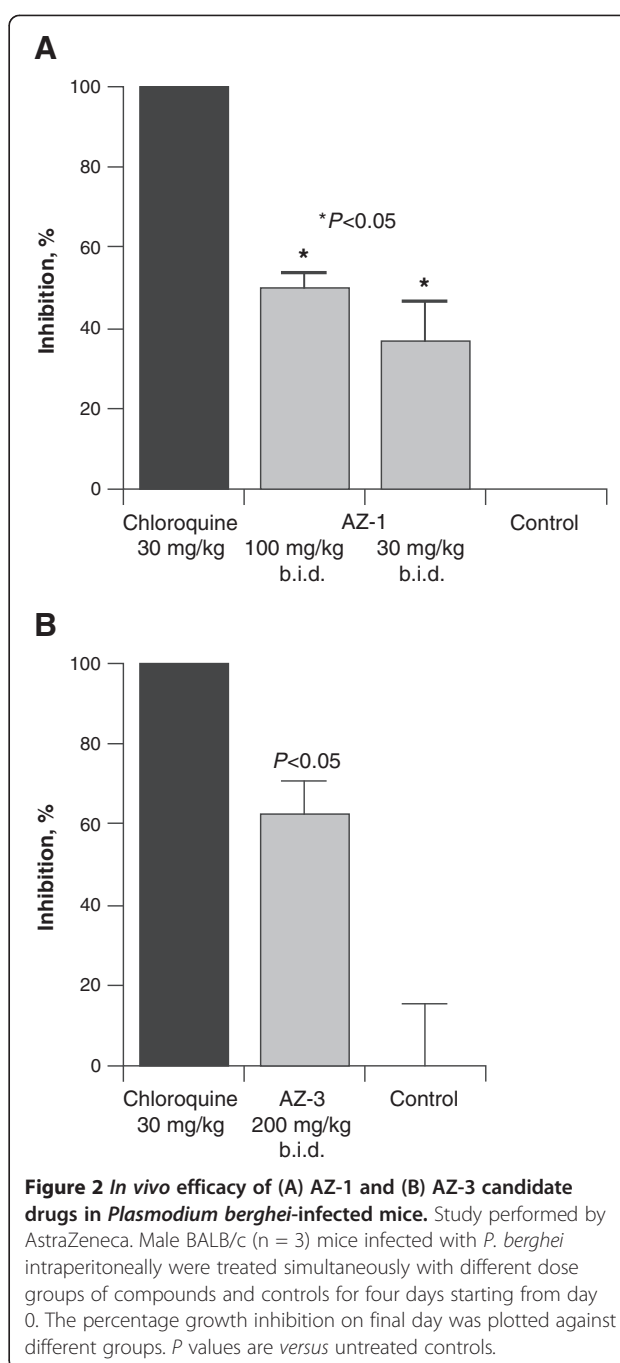 A
100
80
60
40
20
0
Inhibition, %
*P<0.05
*
*
Chloroquine
30 mg/kg
AZ-1
100 mg/kg
b.i.d.
30 mg/kg
b.i.d.
Control
B
100
80
60
40
20
0
Inhibition, %
P<0.05
Chloroquine
30 mg/kg
AZ-3
200 mg/kg
b.i.d.
Control
Figure 2 In vivo efficacy of (A) AZ-1 and (B) AZ-3 candidate
drugs in Plasmodium berghei-infected mice. Study performed by
AstraZeneca. Male BALB/c (n = 3) mice infected with P. berghei
intraperitoneally were treated simultaneously with different dose
groups of compounds and controls for four days starting from day
0. The percentage growth inhibition on final day was plotted against
different groups. P values are versus untreated controls.